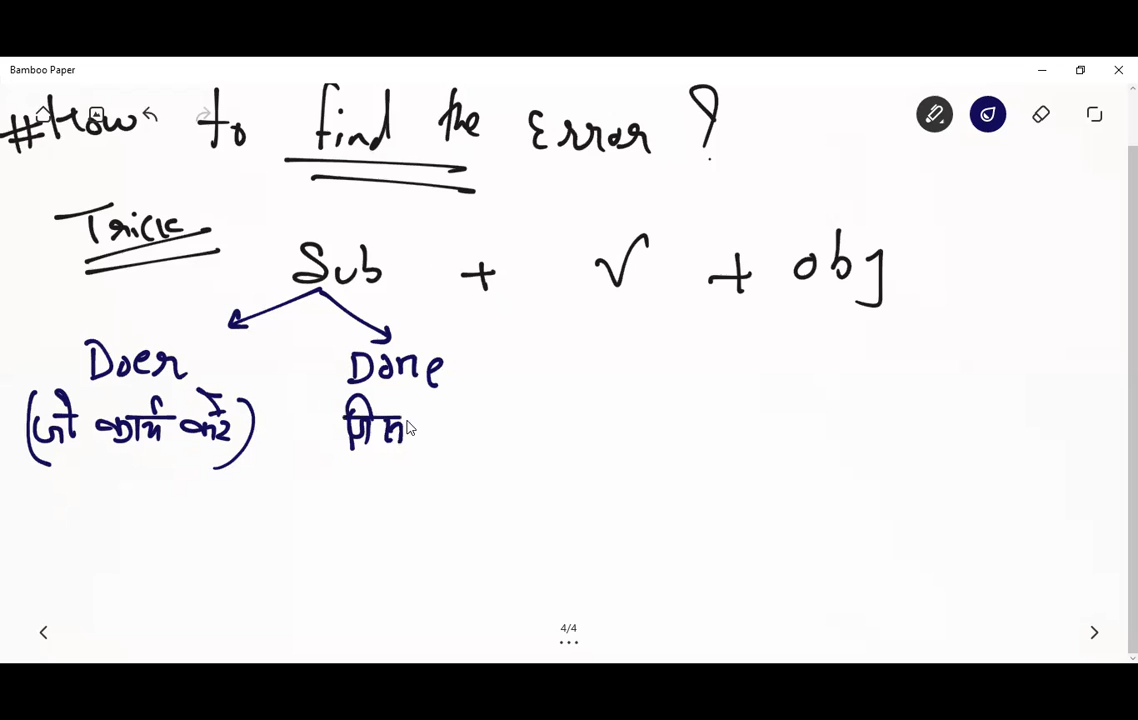 Bamboo Paper
#How to find the Error ?
Trick
Sub + V + obj
Doer Done
(जो कार्य करे)
4/4